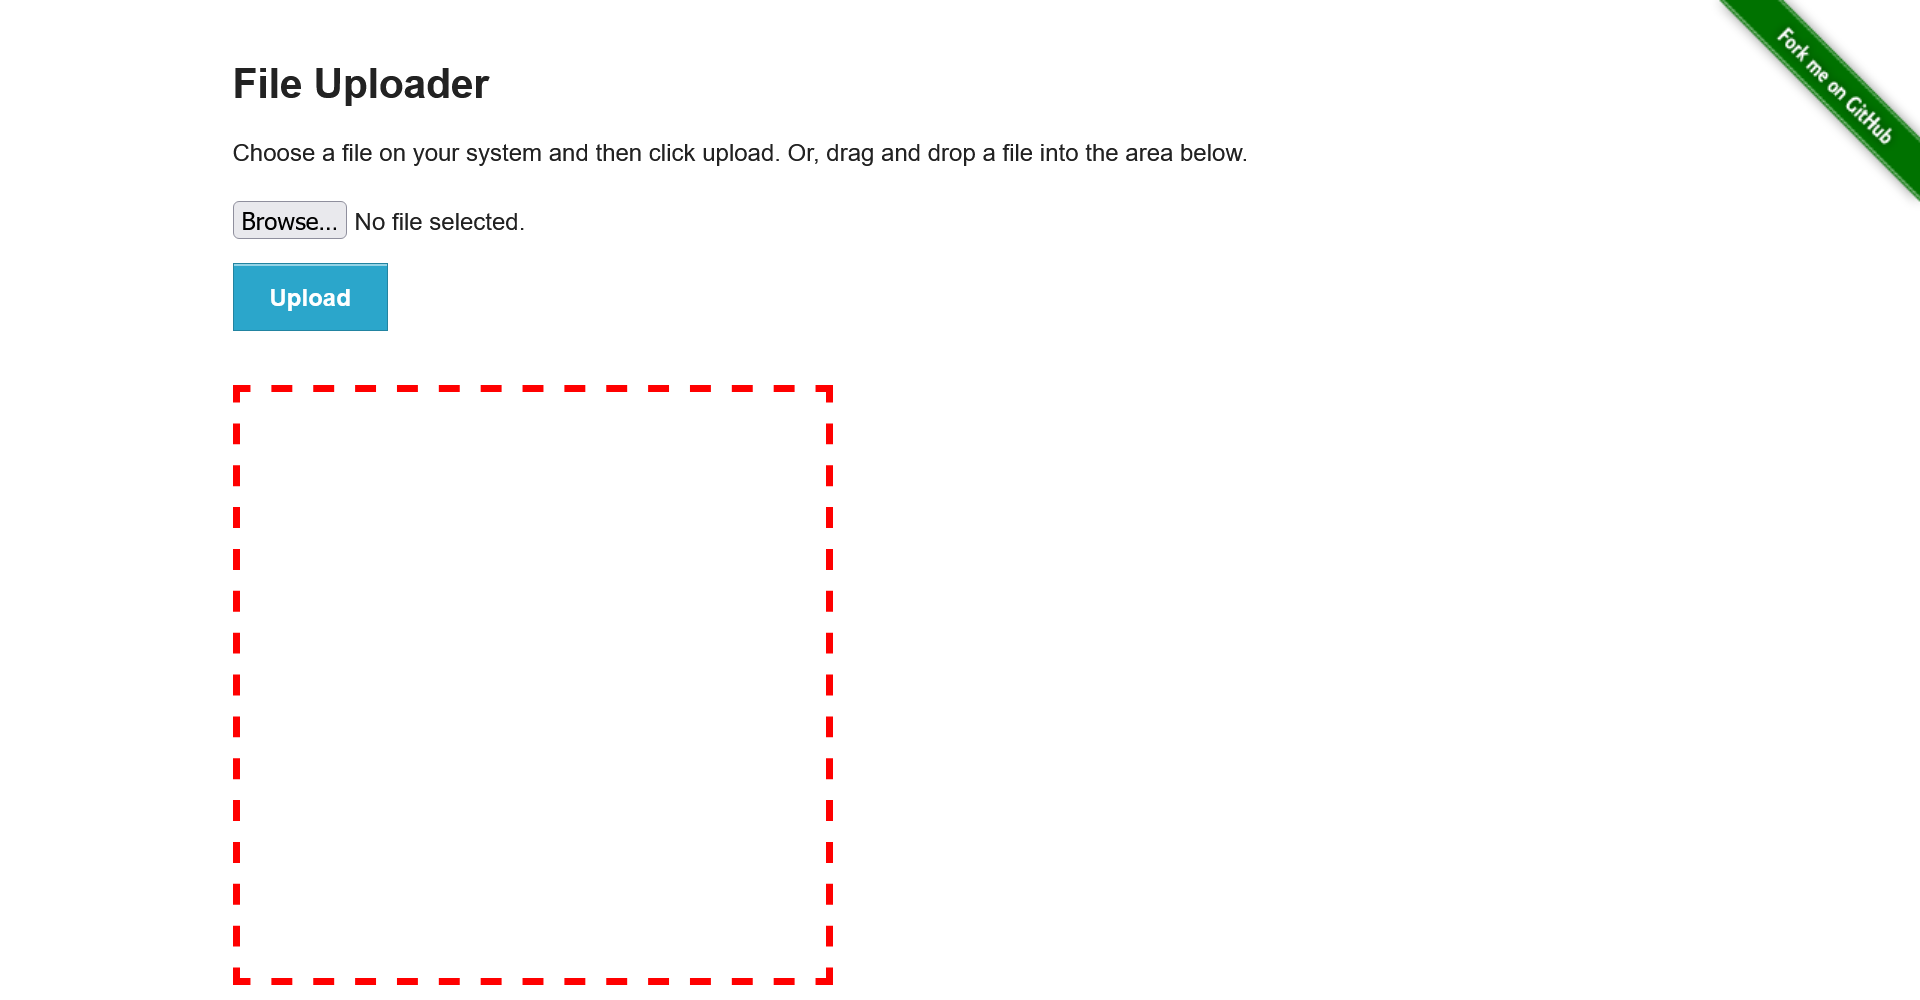 File Uploader
Choose a file on your system and then click upload. Or, drag and drop a file into the area below.
Browse... No file selected.
Upload
Fork me on GitHub